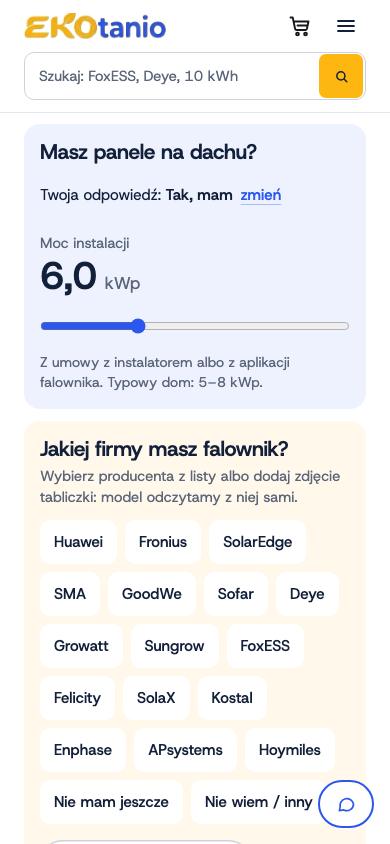 EKOtanio
Szukaj: FoxESS, Deye, 10 kWh
Masz panele na dachu?
Twoja odpowiedź: Tak, mam zmień
Moc instalacji
6,0 kWp
Z umowy z instalatorem albo z aplikacji
falownika. Typowy dom: 5–8 kWp.
Jakiej firmy masz falownik?
Wybierz producenta z listy albo dodaj zdjęcie
tabliczki: model odczytamy z niej sami.
Huawei Fronius SolarEdge
SMA GoodWe Sofar Deye
Growatt Sungrow FoxESS
Felicity SolaX Kostal
Enphase APsystems Hoymiles
Nie mam jeszcze Nie wiem / inny